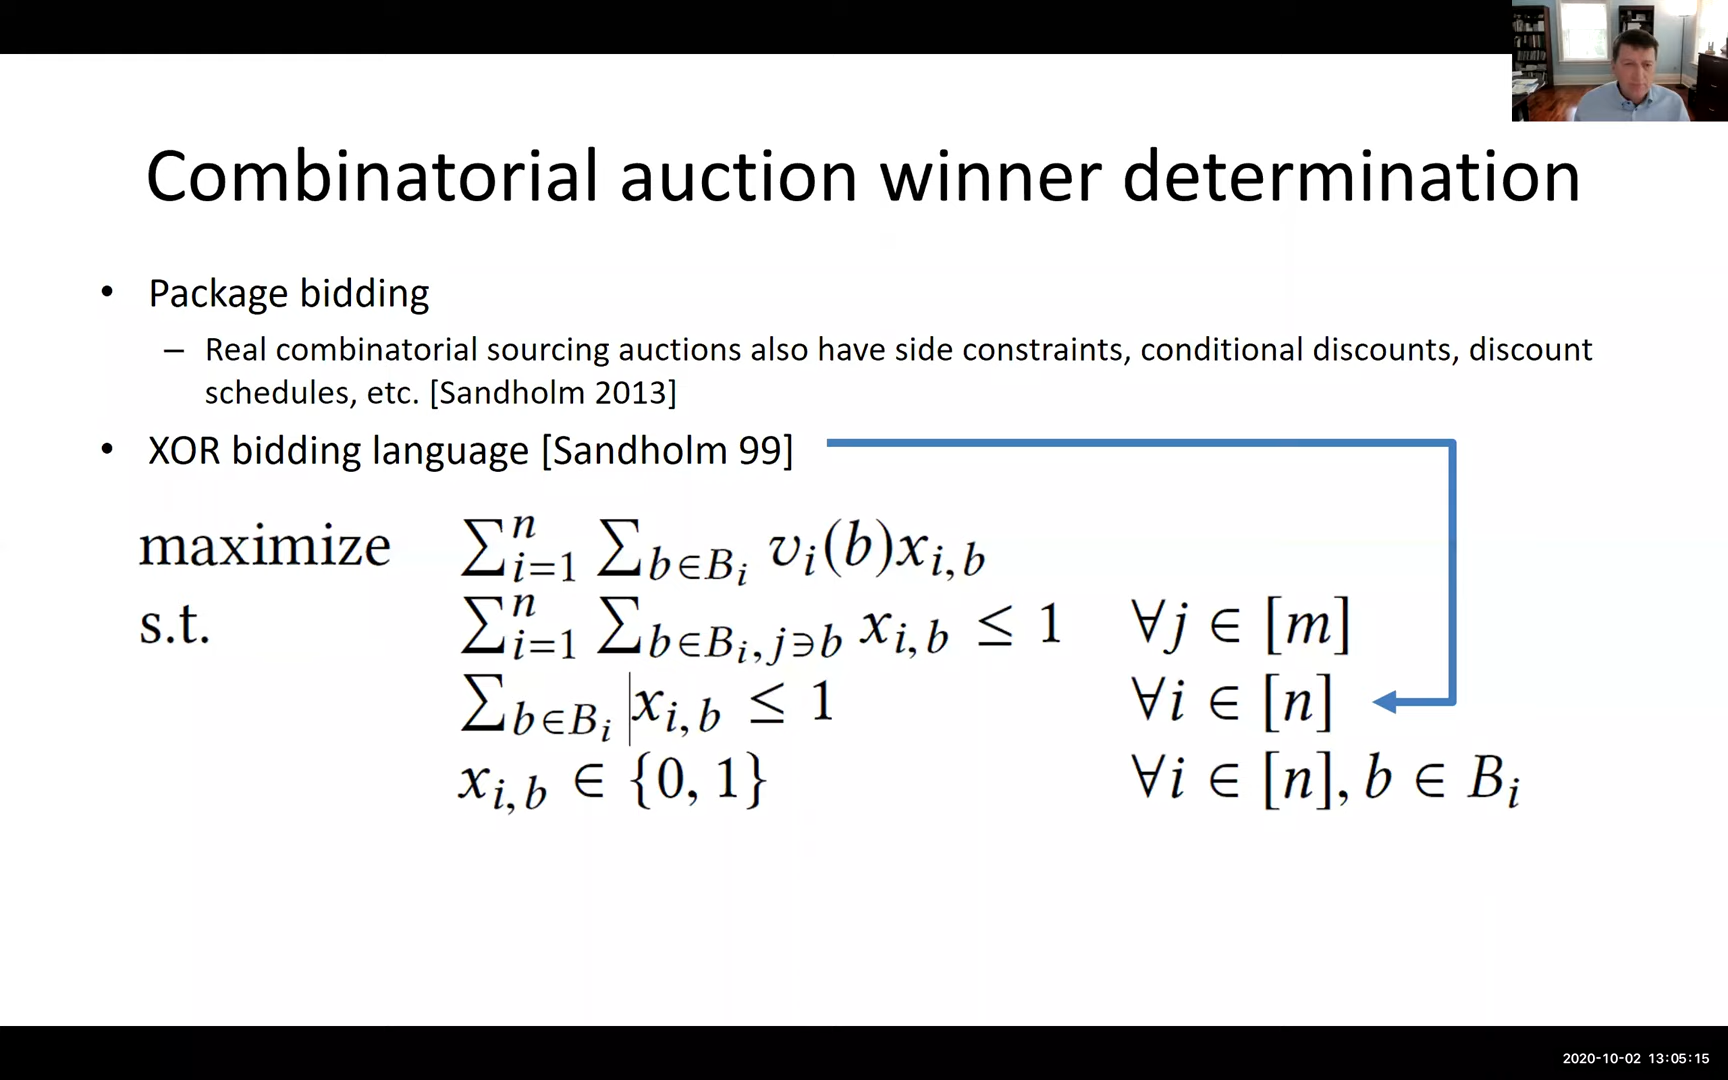 Combinatorial auction winner determination
• Package bidding
– Real combinatorial sourcing auctions also have side constraints, conditional discounts, discount
schedules, etc. [Sandholm 2013]
• XOR bidding language [Sandholm 99]
maximize ∑ⁿᵢ₌₁ ∑_{b∈Bᵢ} vᵢ(b)x_{i,b}
s.t. ∑ⁿᵢ₌₁ ∑_{b∈Bᵢ,j∋b} x_{i,b} ≤ 1 ∀j ∈ [m]
∑_{b∈Bᵢ} x_{i,b} ≤ 1 ∀i ∈ [n]
x_{i,b} ∈ {0, 1} ∀i ∈ [n], b ∈ Bᵢ
2020-10-02 13:05:15